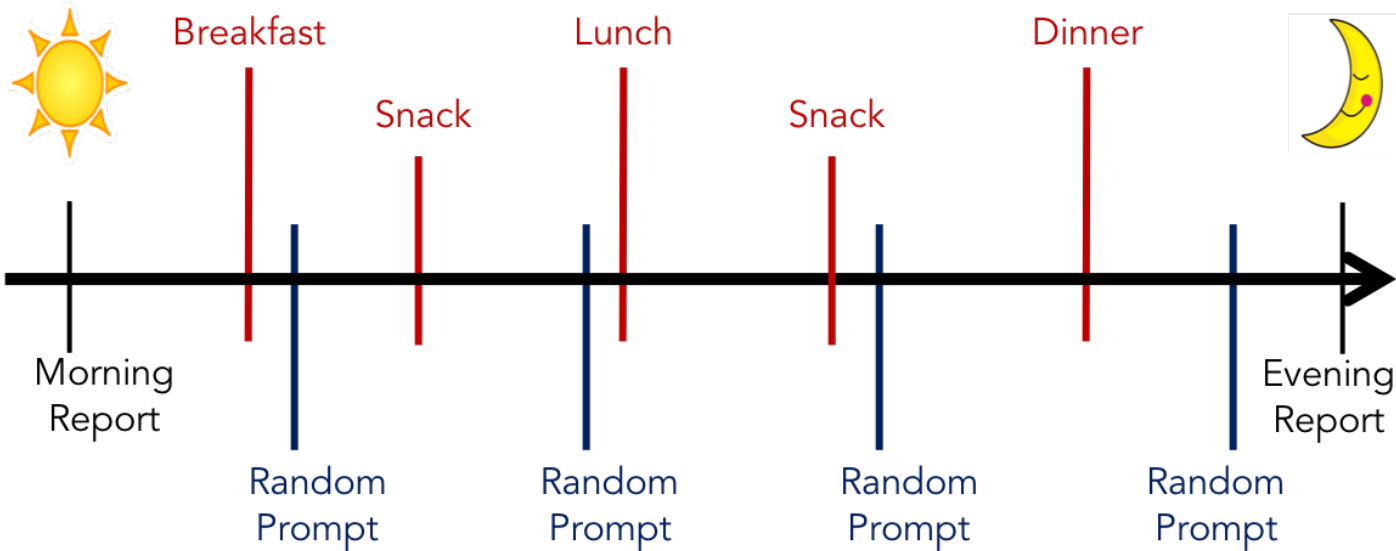 Breakfast
Lunch
Dinner
Snack
Snack
Morning
Report
Evening
Report
Random
Prompt
Random
Prompt
Random
Prompt
Random
Prompt